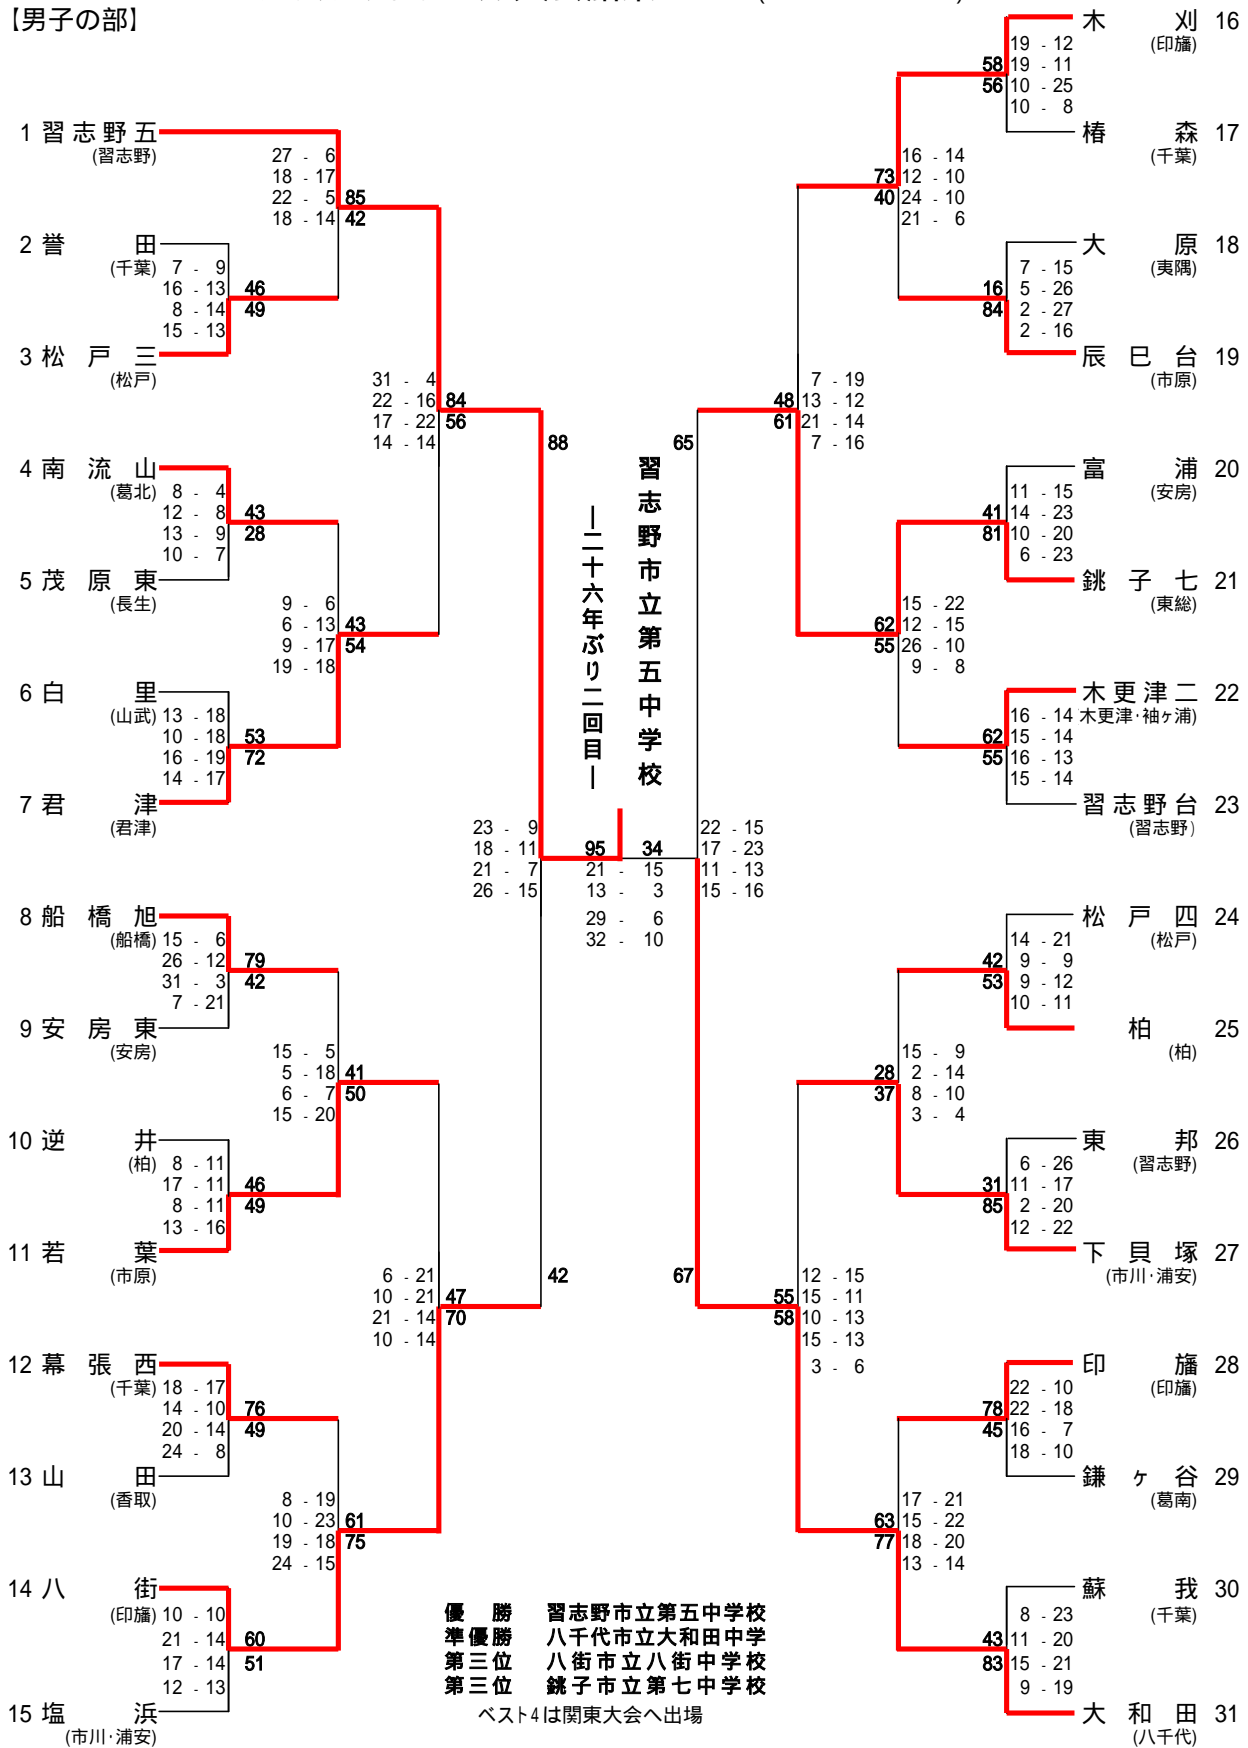 【男子の部】
1 習志野五
(習志野)
27 - 6
18 - 17
22 - 5
18 - 14
85
42
2 誉田
(千葉)
7 - 9
16 - 13
8 - 14
15 - 13
46
49
3 松戸三
(松戸)
31 - 4
22 - 16
17 - 22
14 - 14
84
56
4 南流山
(葛北)
8 - 4
12 - 8
13 - 9
10 - 7
43
28
5 茂原東
(長生)
9 - 6
6 - 13
9 - 17
19 - 18
43
54
6 白里
(山武)
13 - 18
10 - 18
16 - 19
14 - 17
53
72
7 君津
(君津)
88
23 - 9
18 - 11
21 - 7
26 - 15
42
8 船橋旭
(船橋)
15 - 6
26 - 12
31 - 3
7 - 21
79
42
9 安房東
(安房)
15 - 5
5 - 18
6 - 7
15 - 20
41
50
10 逆井
(柏)
8 - 11
17 - 11
8 - 11
13 - 16
46
49
11 若葉
(市原)
6 - 21
10 - 21
21 - 14
10 - 14
47
70
12 幕張西
(千葉)
18 - 17
14 - 10
20 - 14
24 - 8
76
49
13 山田
(香取)
8 - 19
10 - 23
19 - 18
24 - 15
61
75
14 八街
(印旛)
10 - 10
21 - 14
17 - 14
12 - 13
60
51
15 塩浜
(市川·浦安)
習志野市立第五中学校
―二十六年ぶり二回目―
95 34
21 - 15
13 - 3
29 - 6
32 - 10
木刈 16
(印旛)
19 - 12
19 - 11
10 - 25
10 - 8
58
56
椿森 17
(千葉)
16 - 14
12 - 10
24 - 10
21 - 6
73
40
大原 18
(夷隅)
7 - 15
5 - 26
2 - 27
2 - 16
16
84
辰巳台 19
(市原)
7 - 19
13 - 12
21 - 14
7 - 16
48
61
65
富浦 20
(安房)
11 - 15
14 - 23
10 - 20
6 - 23
41
81
銚子七 21
(東総)
15 - 22
12 - 15
26 - 10
9 - 8
62
55
木更津二 22
木更津·袖ヶ浦)
16 - 14
15 - 14
16 - 13
15 - 14
62
55
習志野台 23
(習志野)
22 - 15
17 - 23
11 - 13
15 - 16
67
松戸四 24
(松戸)
14 - 21
9 - 9
9 - 12
10 - 11
42
53
柏 25
(柏)
15 - 9
2 - 14
8 - 10
3 - 4
28
37
東邦 26
(習志野)
6 - 26
11 - 17
2 - 20
12 - 22
31
85
下貝塚 27
(市川·浦安)
12 - 15
15 - 11
10 - 13
15 - 13
3 - 6
55
58
印旛 28
(印旛)
22 - 10
22 - 18
16 - 7
18 - 10
78
45
鎌ヶ谷 29
(葛南)
17 - 21
15 - 22
18 - 20
13 - 14
63
77
蘇我 30
(千葉)
8 - 23
11 - 20
15 - 21
9 - 19
43
83
大和田 31
(八千代)
優勝 習志野市立第五中学校
準優勝 八千代市立大和田中学
第三位 八街市立八街中学校
第三位 銚子市立第七中学校
ベスト4は関東大会へ出場